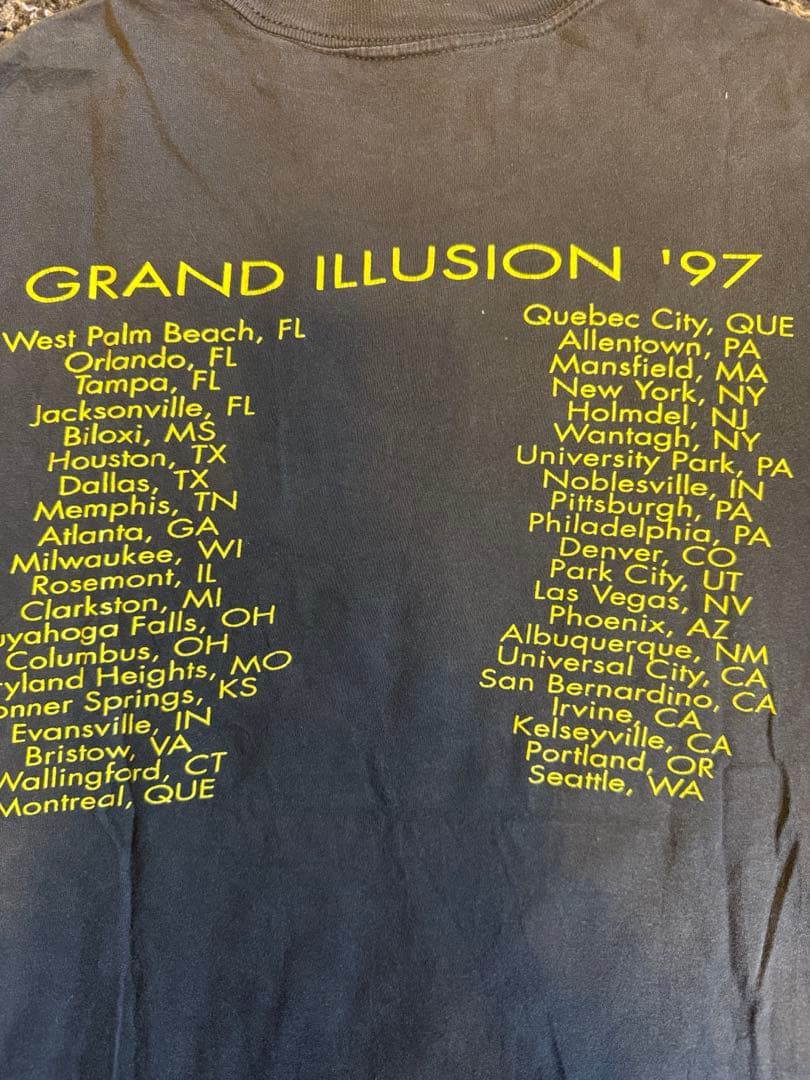 GRAND ILLUSION '97
West Palm Beach, FL
Orlando, FL
Tampa, FL
Jacksonville, FL
Biloxi, MS
Houston, TX
Dallas, TX
Memphis, TN
Atlanta, GA
Milwaukee, WI
Rosemont, IL
Clarkston, MI
uyahoga Falls, OH
Columbus, OH
ryland Heights, MO
onner Springs, KS
Evansville, IN
Bristow, VA
Wallingford, CT
Montreal, QUE
Quebec City, QUE
Allentown, PA
Mansfield, MA
New York, NY
Holmdel, NJ
Wantagh, NY
University Park, PA
Noblesville, IN
Pittsburgh, PA
Philadelphia, PA
Denver, CO
Park City, UT
Las Vegas, NV
Phoenix, AZ
Albuquerque, NM
Universal City, CA
San Bernardino, CA
Irvine, CA
Kelseyville, CA
Portland, OR
Seattle, WA